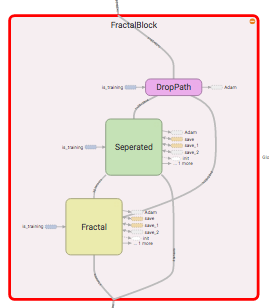 FractalBlock
is_training
DropPath
Adam
is_training
Seperated
Adam
save
save_1
save_2
init
... 1 more
is_training
Fractal
Adam
save
save_1
save_2
init
... 1 more